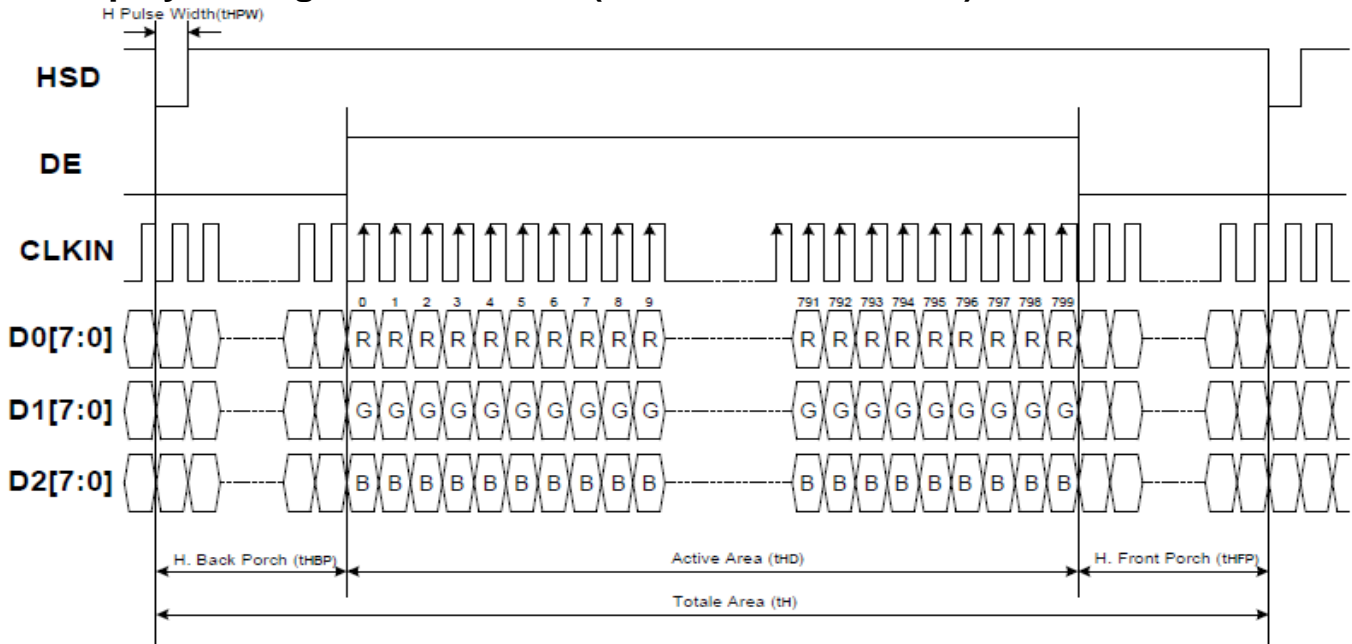 H Pulse Width(tHPW)
HSD
DE
CLKIN
0 1 2 3 4 5 6 7 8 9 791 792 793 794 795 796 797 798 799
D0[7:0] R R R R R R R R R R R R R R R R R R R
D1[7:0] G G G G G G G G G G G G G G G G G G G
D2[7:0] B B B B B B B B B B B B B B B B B B B
H. Back Porch (tHBP) Active Area (tHD) H. Front Porch (tHFP)
Totale Area (tH)